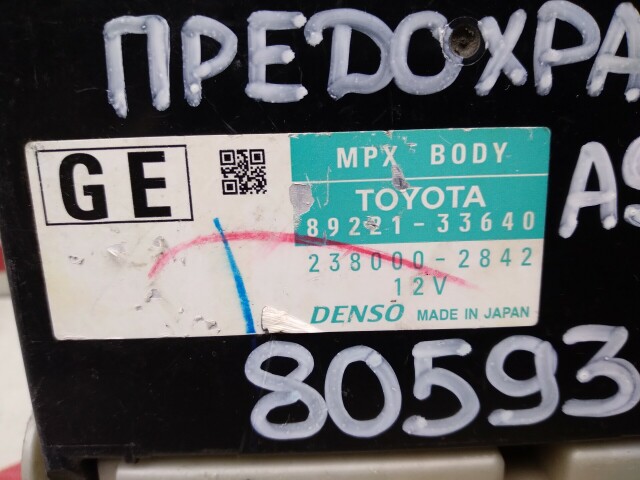 ПРЕДОХРА
GE
MPX BODY
TOYOTA
89221-33640
238000-2842
12V
DENSO MADE IN JAPAN
80593